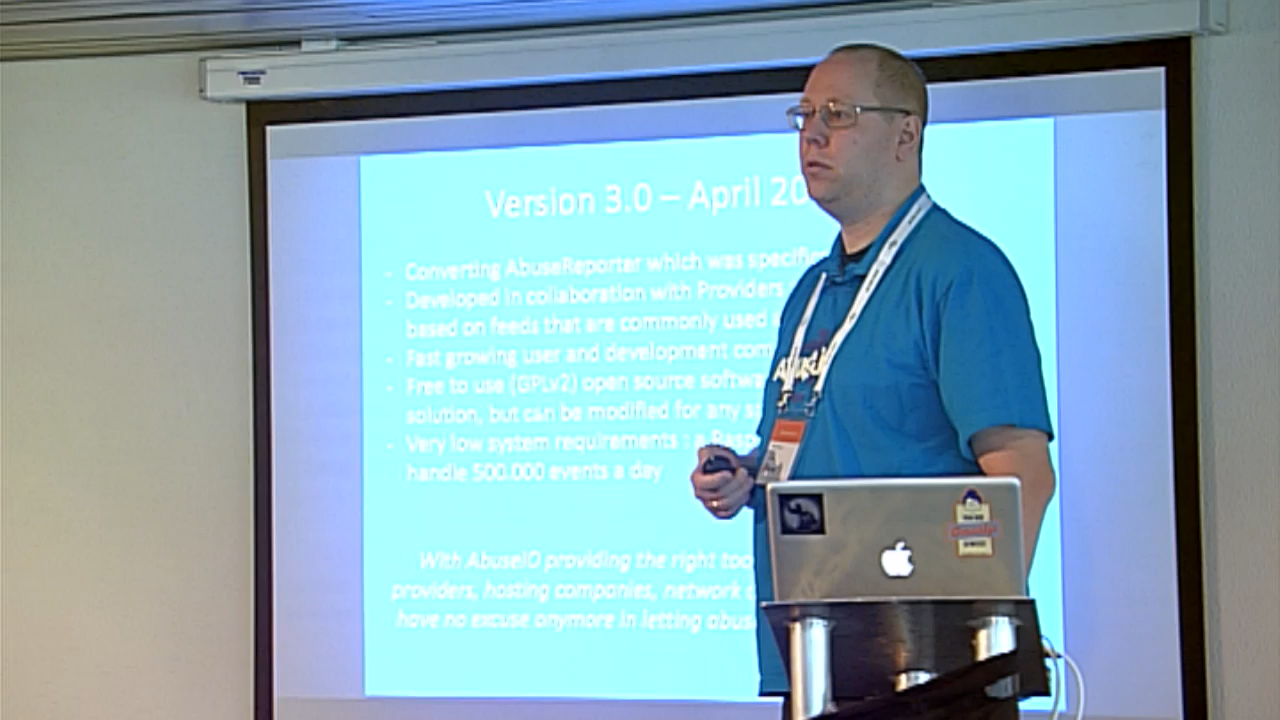 Version 3.0 – April 20
- Converting AbuseReporter which was specifi
- Developed in collaboration with Providers
based on feeds that are commonly used
- Fast growing user and development com
- Free to use (GPLv2) open source softwa
solution, but can be modified for any s
- Very low system requirements : a Rasp
handle 500.000 events a day
With AbuseIO providing the right too
providers, hosting companies, network
have no excuse anymore in letting abus